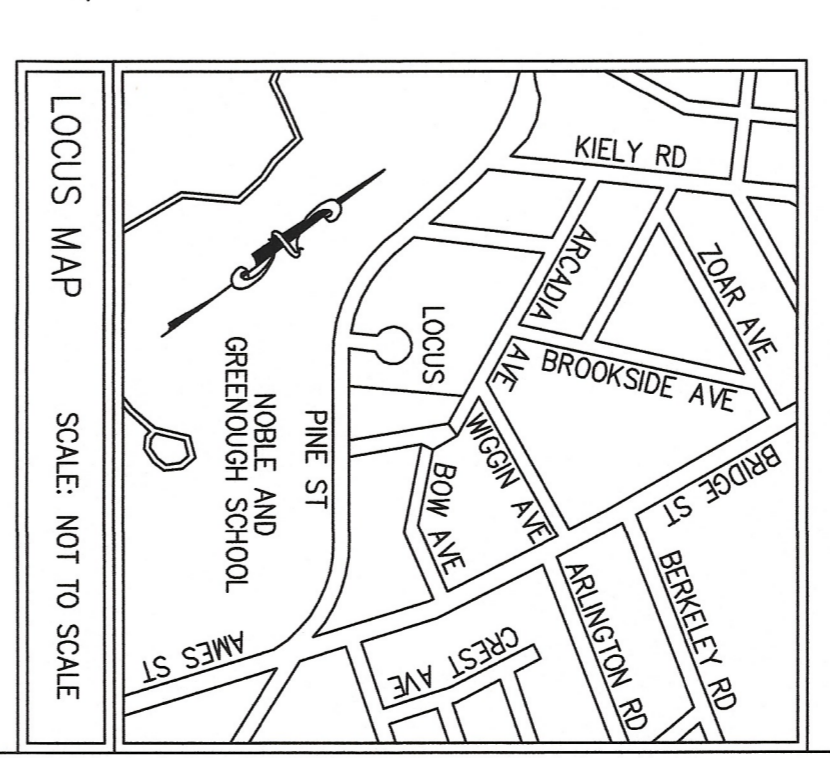 KIELY RD
ZOAR AVE
ARCADIA
AVE
BROOKSIDE AVE
LOCUS
WIGGIN AVE
BRIDGE ST
BOW AVE
PINE ST
NOBLE AND
GREENOUGH SCHOOL
BERKELEY RD
ARLINGTON RD
CREST AVE
AMES ST
LOCUS MAP
SCALE: NOT TO SCALE